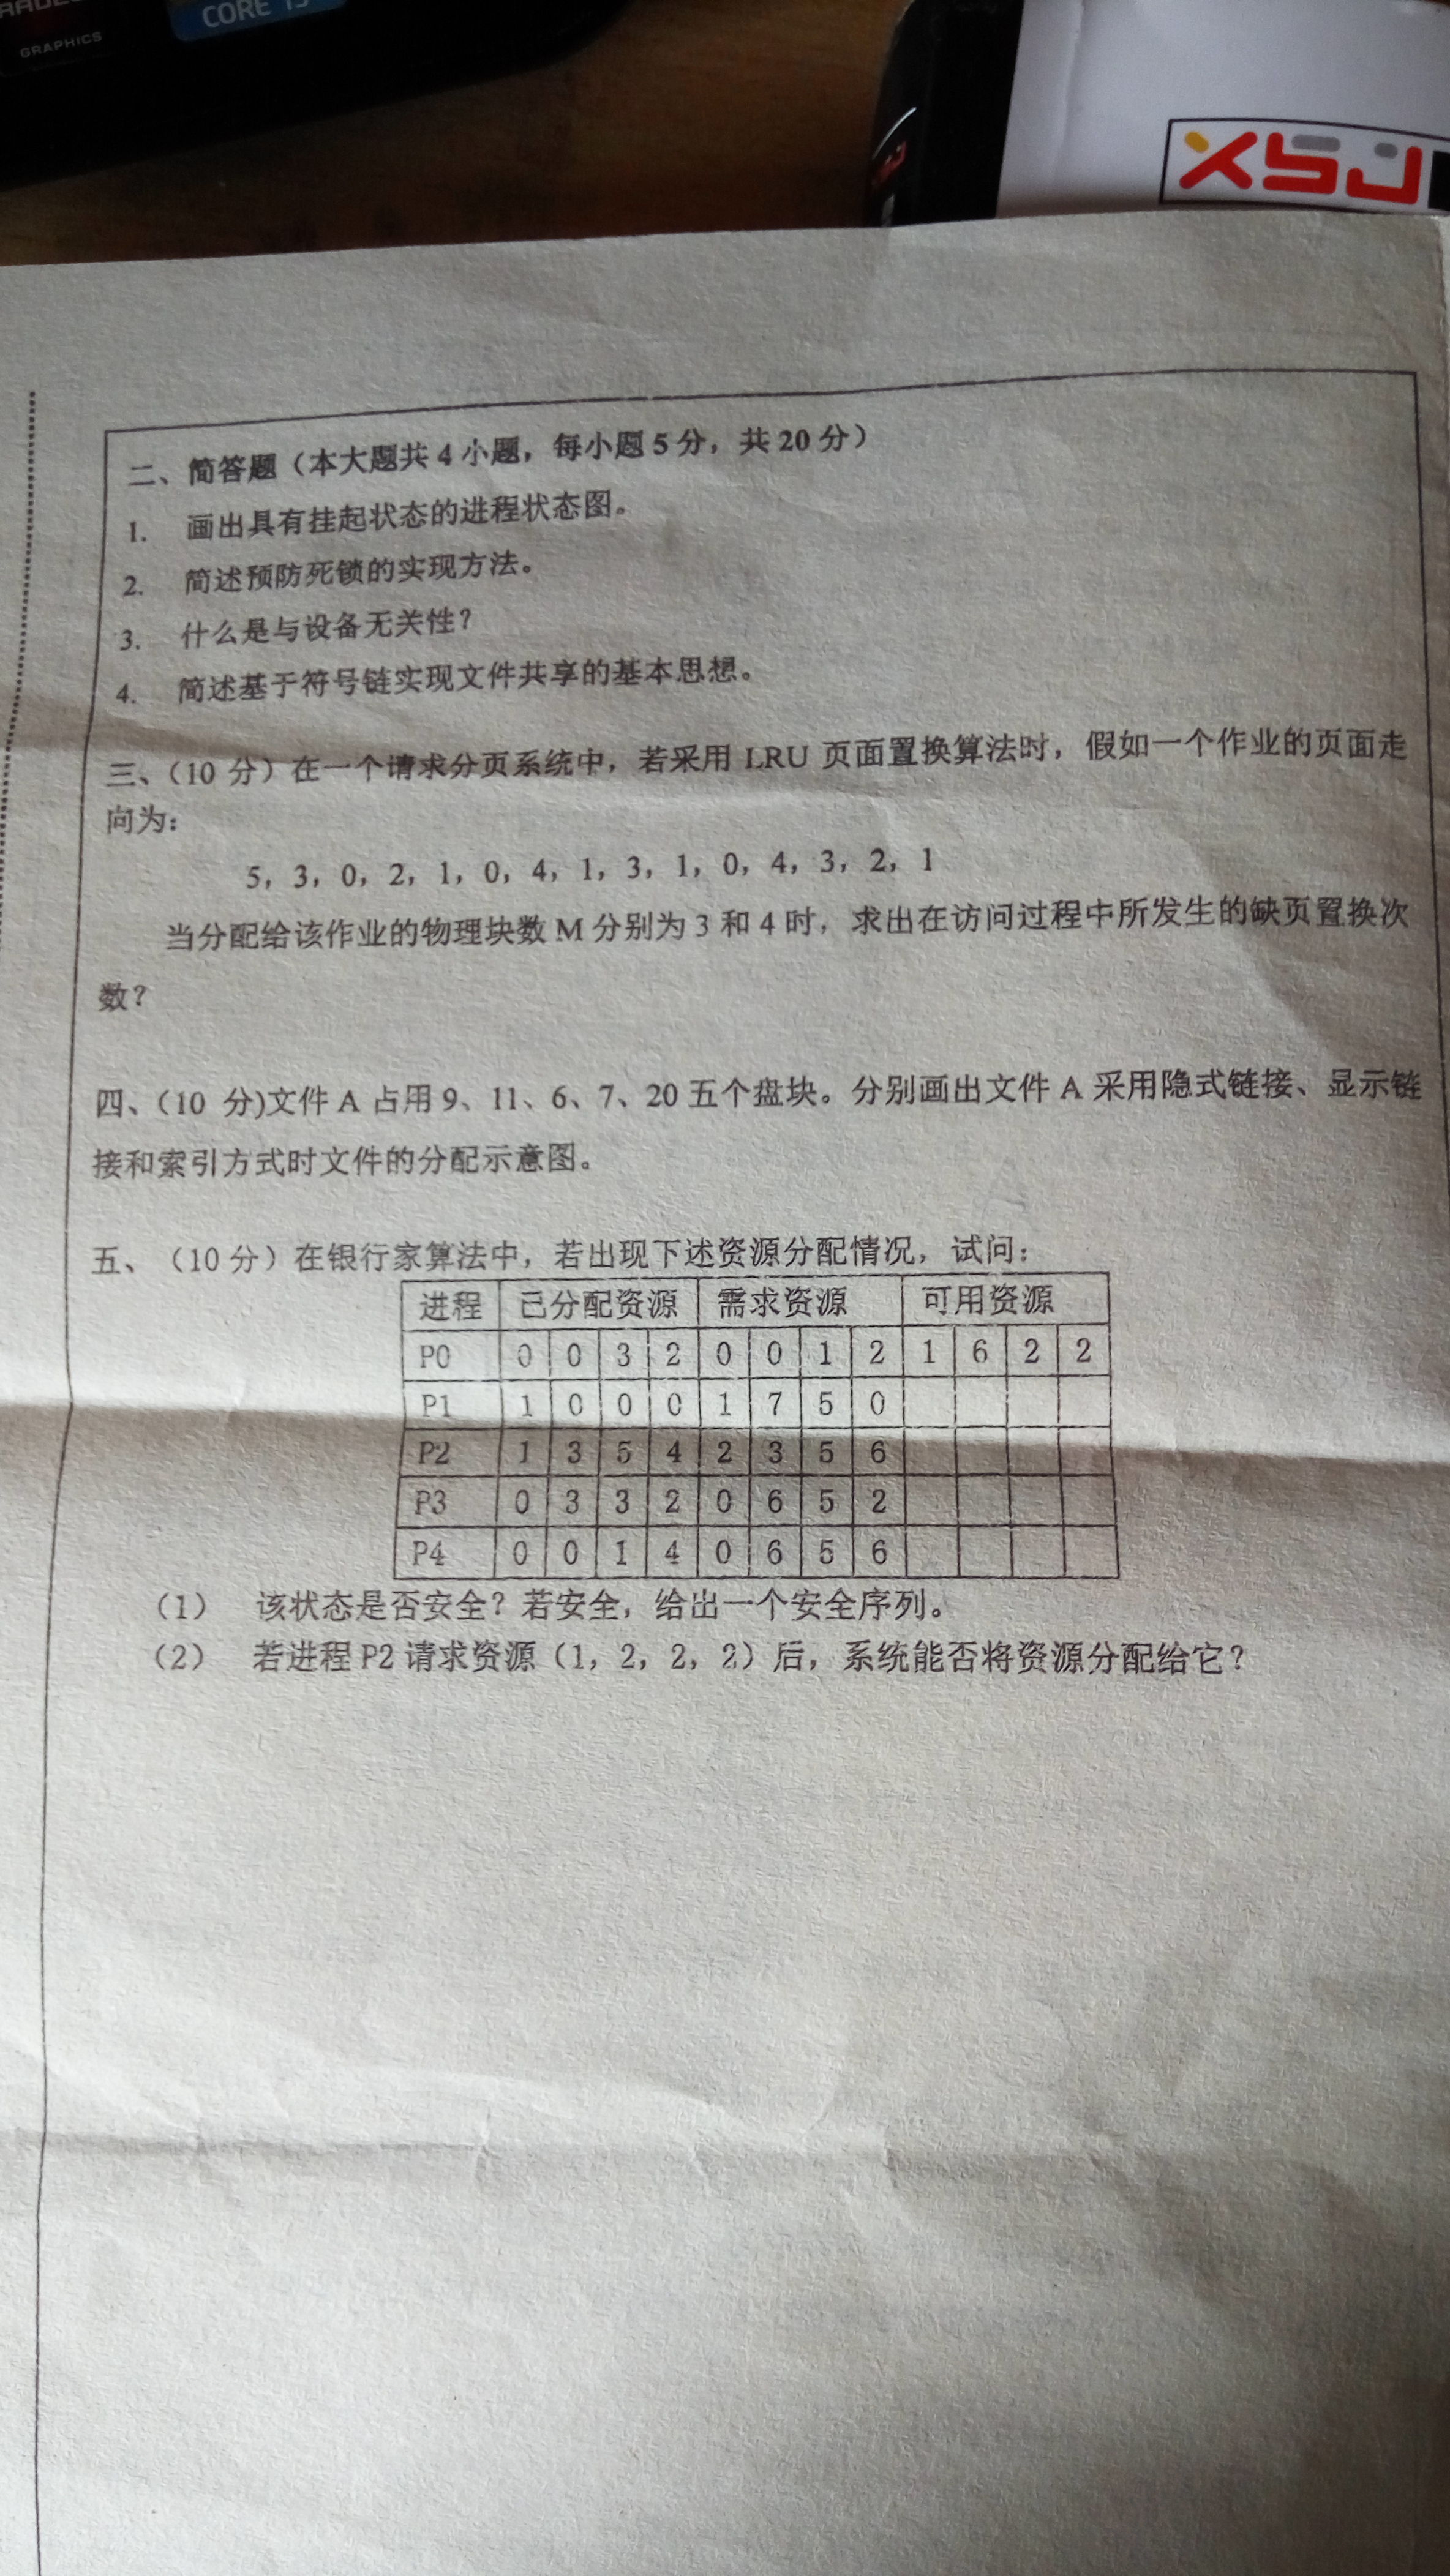 GRAPHICS
CORE i5
XSJ
二、简答题（本大题共 4 小题，每小题 5 分，共 20 分）
1. 画出具有挂起状态的进程状态图。
2. 简述预防死锁的实现方法。
3. 什么是与设备无关性？
4. 简述基于符号链实现文件共享的基本思想。
三、（10 分）在一个请求分页系统中，若采用 LRU 页面置换算法时，假如一个作业的页面走
向为：
5，3，0，2，1，0，4，1，3，1，0，4，3，2，1
当分配给该作业的物理块数 M 分别为 3 和 4 时，求出在访问过程中所发生的缺页置换次
数？
四、（10 分)文件 A 占用 9、11、6、7、20 五个盘块。分别画出文件 A 采用隐式链接、显示链
接和索引方式时文件的分配示意图。
五、（10 分）在银行家算法中，若出现下述资源分配情况，试问：
进程 已分配资源 需求资源 可用资源
P0 0 0 3 2 0 0 1 2 1 6 2 2
P1 1 0 0 0 1 7 5 0
P2 1 3 5 4 2 3 5 6
P3 0 3 3 2 0 6 5 2
P4 0 0 1 4 0 6 5 6
（1） 该状态是否安全？若安全，给出一个安全序列。
（2） 若进程 P2 请求资源（1，2，2，2）后，系统能否将资源分配给它？